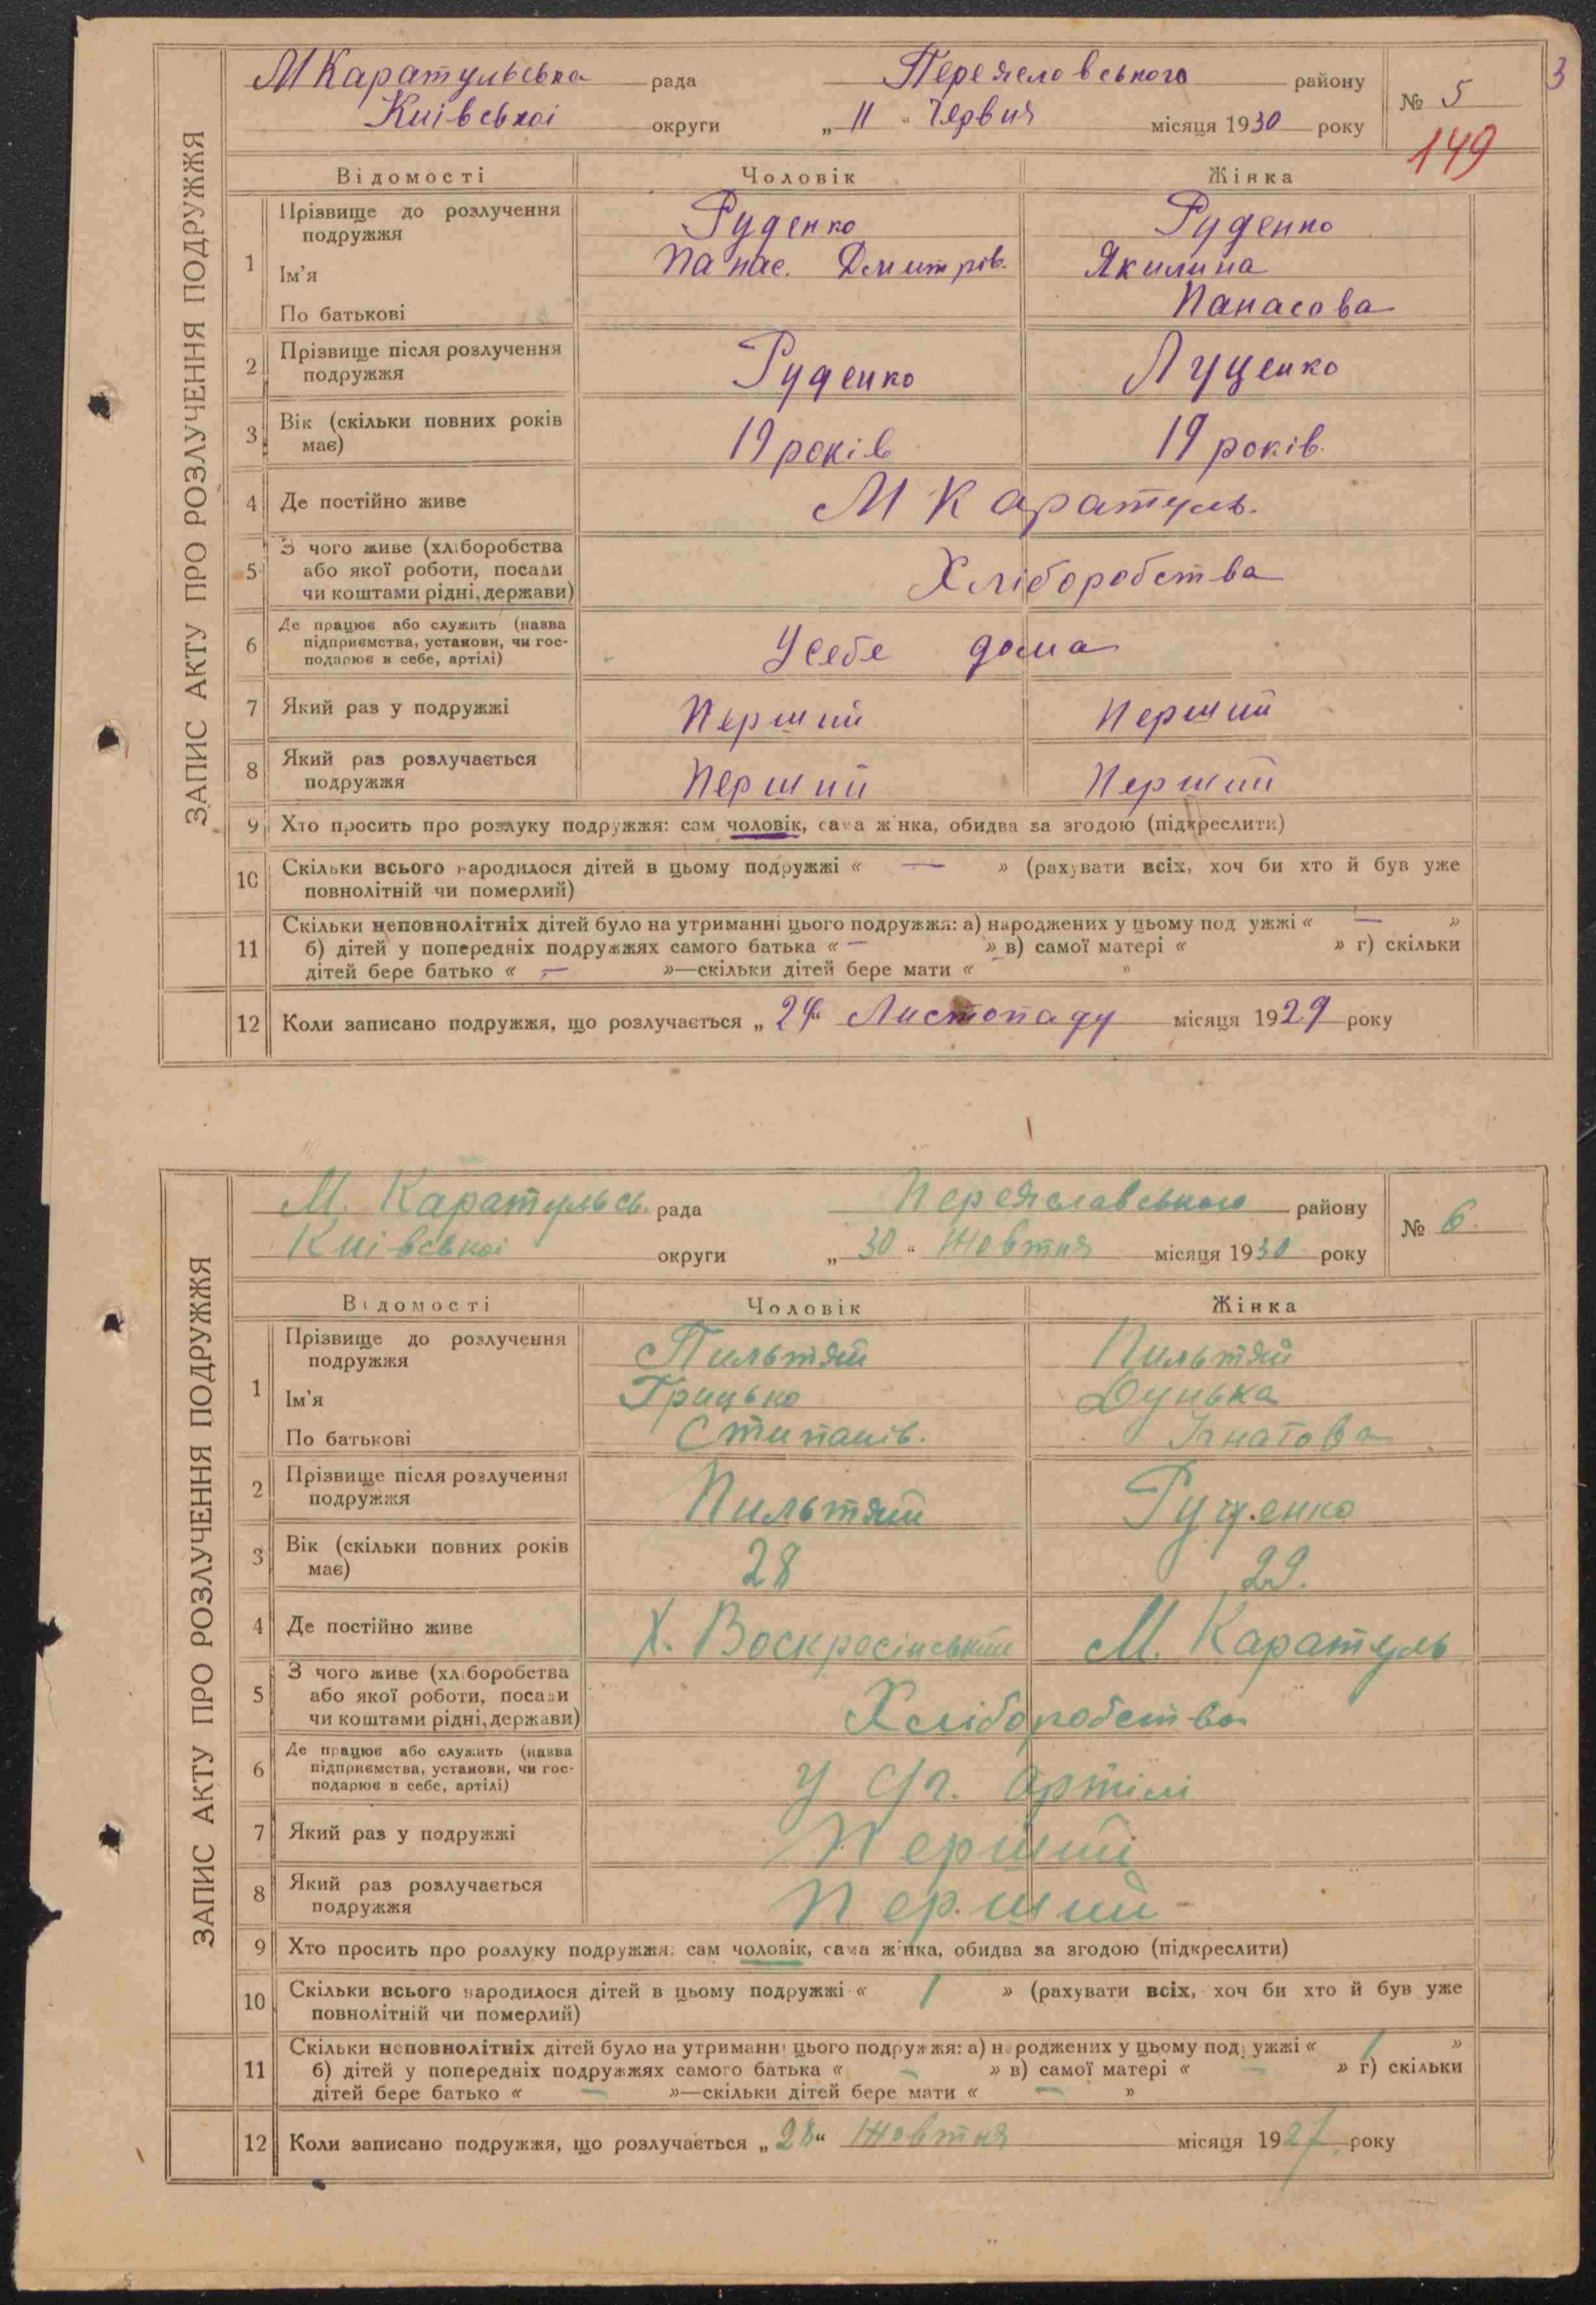 3
ЗАПИС АКТУ ПРО РОЗЛУЧЕННЯ ПОДРУЖЖЯ
МКаратульська рада Переяславського району № 5
Київської округи „ 11 “ Червня місяця 1930 року
149
Відомості Чоловік Жінка
1 Прізвище до розлучення подружжя Руденко Руденко
Ім'я Панас. Дмитрів. Якилина
По батькові Панасова
2 Прізвище після розлучення подружжя Руденко Луценко
3 Вік (скільки повних років має) 19 років 19 років.
4 Де постійно живе М Каратуль.
5 З чого живе (хліборобства або якої роботи, посади чи коштами рідні, держави) Хліборобства
6 Де працює або служить (назва підприємства, установи, чи господарює в себе, артілі) Усебе дома
7 Який раз у подружжі Перший Перший
8 Який раз розлучається подружжя Перший Перший
9 Хто просить про розлуку подружжя: сам чоловік, сама жінка, обидва за згодою (підкреслити)
10 Скільки всього народилося дітей в цьому подружжі « — » (рахувати всіх, хоч би хто й був уже
повнолітній чи померлий)
11 Скільки неповнолітніх дітей було на утриманні цього подружжя: а) народжених у цьому подружжі « — »
б) дітей у попередніх подружжях самого батька « — » в) самої матері « » г) скільки
дітей бере батько « — »—скільки дітей бере мати « »
12 Коли записано подружжя, що розлучається „ “ Листопаду місяця 1929 року
ЗАПИС АКТУ ПРО РОЗЛУЧЕННЯ ПОДРУЖЖЯ
М. Каратульсь. рада Переяславського району № 6.
Київської округи „ 30 “ Жовтня місяця 1930 року
Відомості Чоловік Жінка
1 Прізвище до розлучення подружжя Пильтяй Пильтяй
Ім'я Грицько Дунька
По батькові Стипанів. Ігнатова
2 Прізвище після розлучення подружжя Пильтяй Руденко
3 Вік (скільки повних років має) 28 29.
4 Де постійно живе Х. Воскресінський М. Каратуль
5 З чого живе (хліборобства або якої роботи, посади чи коштами рідні, держави) Хліборобство
6 Де працює або служить (назва підприємства, установи, чи господарює в себе, артілі) У с/г. артілі
7 Який раз у подружжі Перший
8 Який раз розлучається подружжя Перший -
9 Хто просить про розлуку подружжя: сам чоловік, сама жінка, обидва за згодою (підкреслити)
10 Скільки всього народилося дітей в цьому подружжі « 1 » (рахувати всіх, хоч би хто й був уже
повнолітній чи померлий)
11 Скільки неповнолітніх дітей було на утриманні цього подружжя: а) народжених у цьому подружжі « 1 »
б) дітей у попередніх подружжях самого батька « — » в) самої матері « — » г) скільки
дітей бере батько « — »—скільки дітей бере мати « — »
12 Коли записано подружжя, що розлучається „ 28 “ Жовтня місяця 1927 року